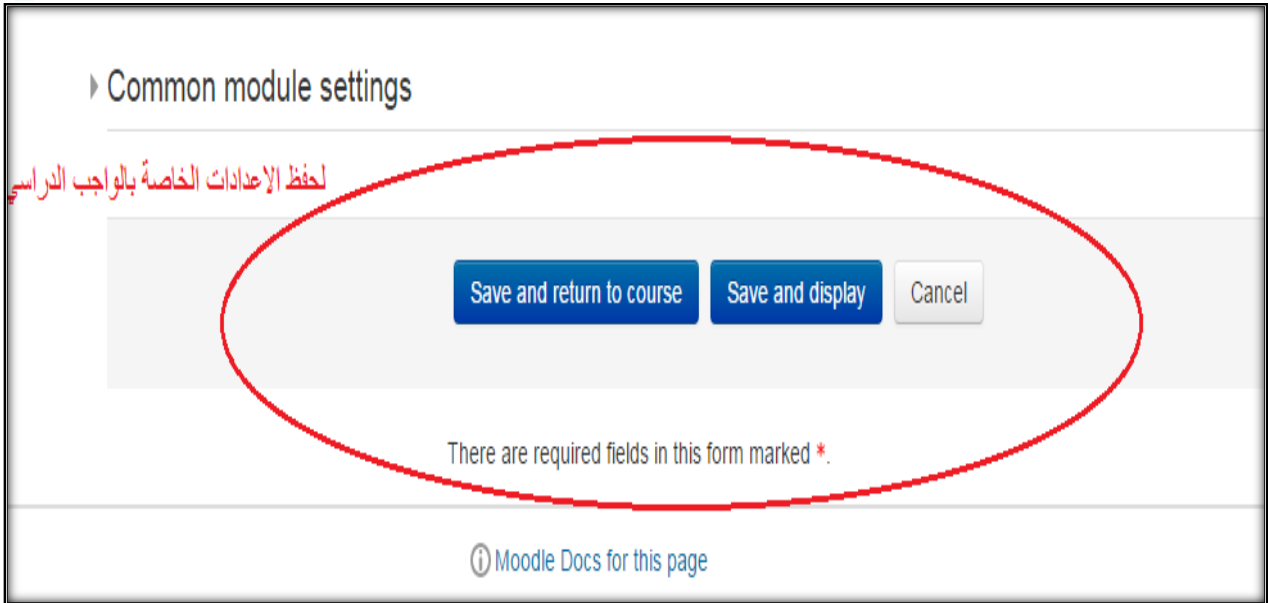 Common module settings
لحفظ الإعدادات الخاصة بالواجب الدراسي
Save and return to course Save and display Cancel
There are required fields in this form marked *.
Moodle Docs for this page